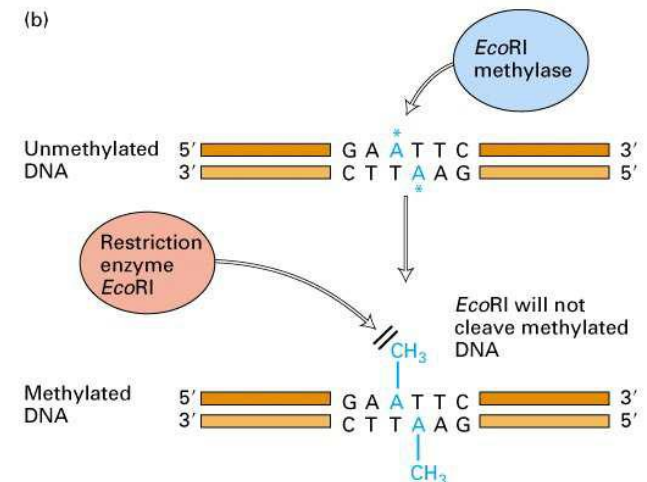 (b)
EcoRI
methylase
*
Unmethylated
DNA
5′ G A A T T C 3′
3′ C T T A A G 5′
*
Restriction
enzyme
EcoRI
EcoRI will not
cleave methylated
DNA
CH3
Methylated
DNA
5′ G A A T T C 3′
3′ C T T A A G 5′
CH3